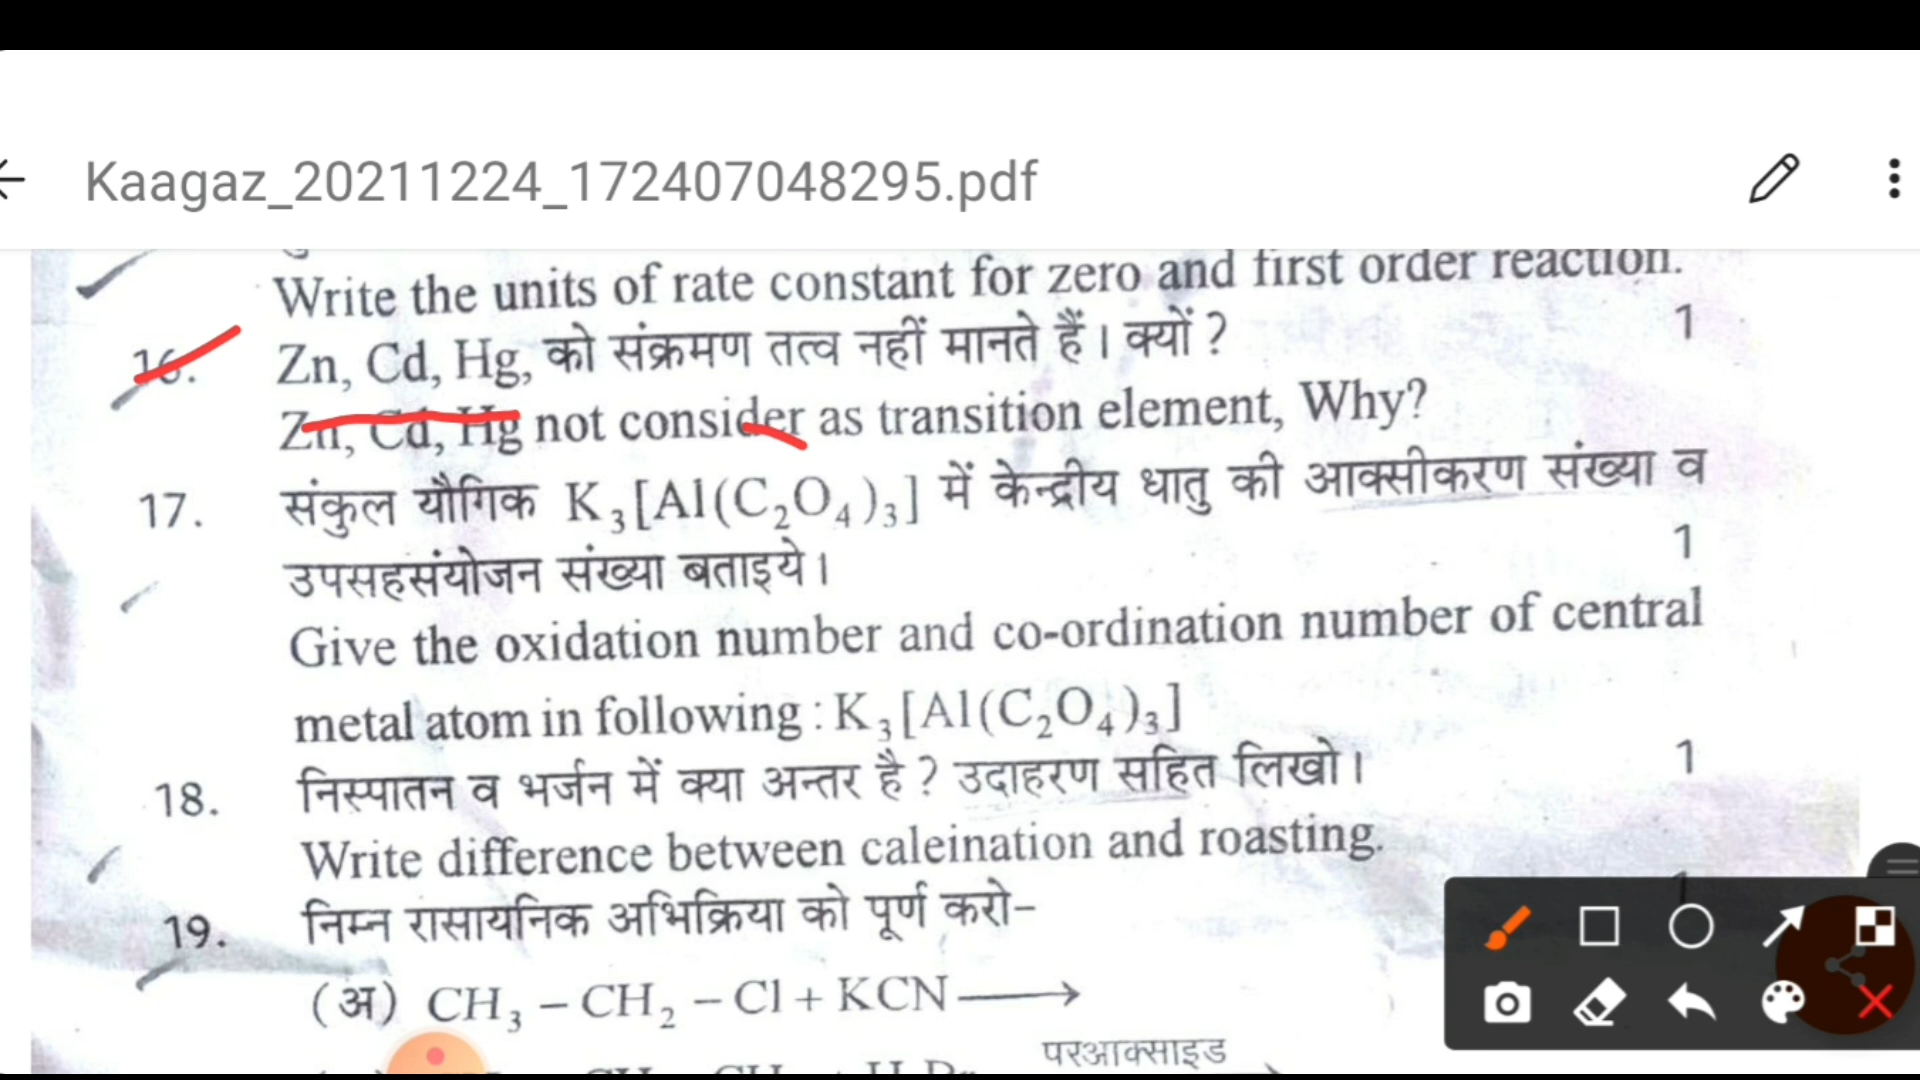 Kaagaz_20211224_172407048295.pdf
Write the units of rate constant for zero and first order reaction.
16. Zn, Cd, Hg, को संक्रमण तत्व नहीं मानते हैं । क्यों ? 1
Zn, Cd, Hg not consider as transition element, Why?
17. संकुल यौगिक K₃[Al(C₂O₄)₃] में केन्द्रीय धातु की आक्सीकरण संख्या व
उपसहसंयोजन संख्या बताइये । 1
Give the oxidation number and co-ordination number of central
metal atom in following : K₃[Al(C₂O₄)₃]
18. निस्पातन व भर्जन में क्या अन्तर है ? उदाहरण सहित लिखो । 1
Write difference between caleination and roasting.
19. निम्न रासायनिक अभिक्रिया को पूर्ण करो- 1
(अ) CH₃ – CH₂ – Cl + KCN ⟶
परआक्साइड